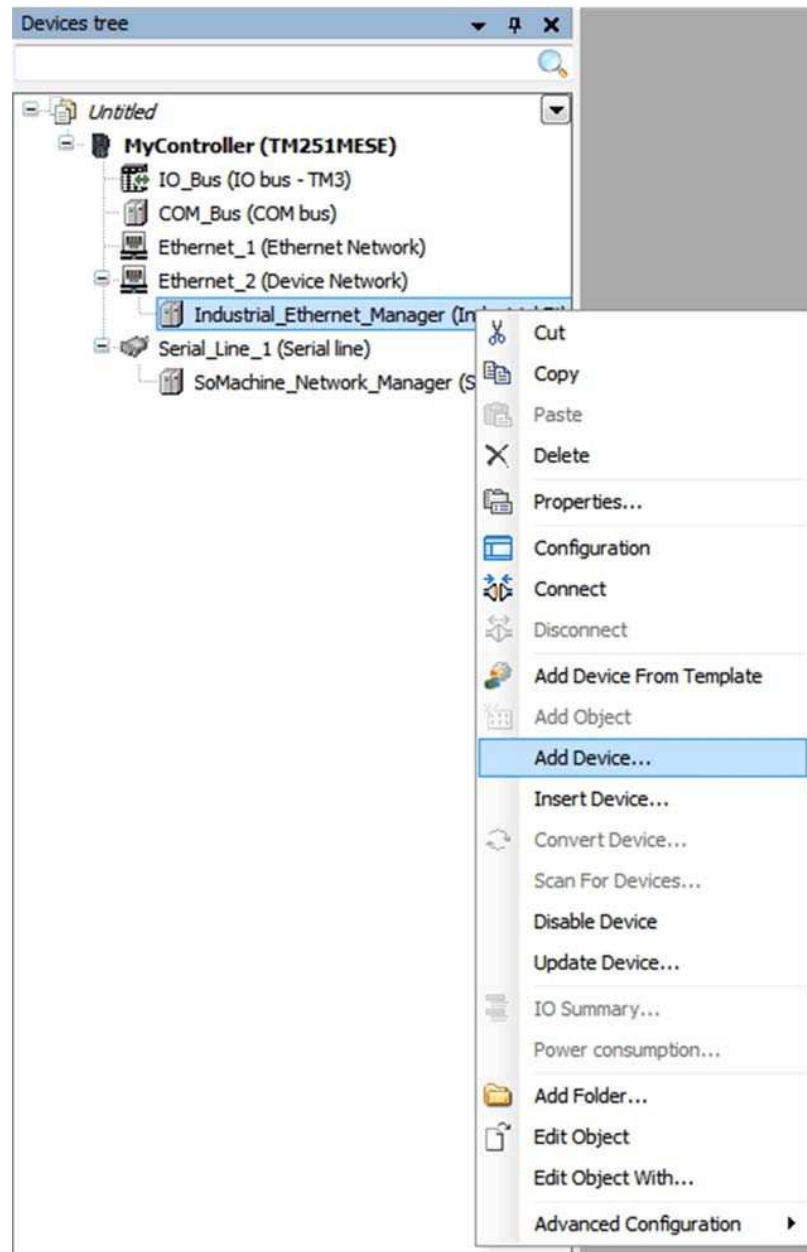 Devices tree
Untitled
MyController (TM251MESE)
IO_Bus (IO bus - TM3)
COM_Bus (COM bus)
Ethernet_1 (Ethernet Network)
Ethernet_2 (Device Network)
Industrial_Ethernet_Manager
Serial_Line_1 (Serial line)
SoMachine_Network_Manager
Cut
Copy
Paste
Delete
Properties...
Configuration
Connect
Disconnect
Add Device From Template
Add Object
Add Device...
Insert Device...
Convert Device...
Scan For Devices...
Disable Device
Update Device...
IO Summary...
Power consumption...
Add Folder...
Edit Object
Edit Object With...
Advanced Configuration